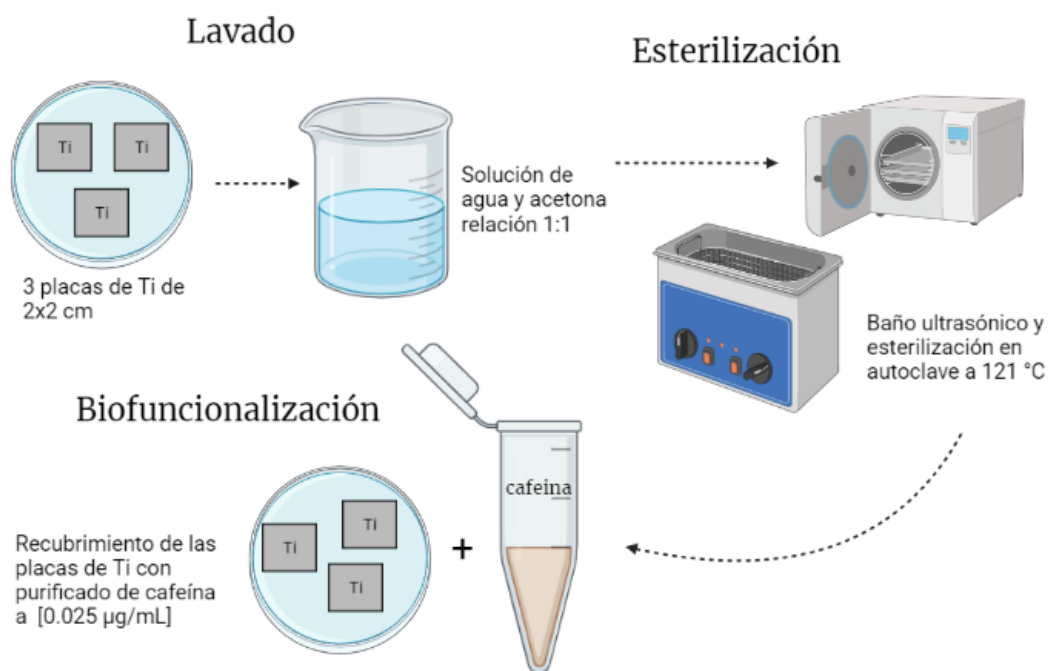 Lavado
Esterilización
Ti
Ti
Ti
3 placas de Ti de
2x2 cm
Solución de
agua y acetona
relación 1:1
Baño ultrasónico y
esterilización en
autoclave a 121 °C
Biofuncionalización
Recubrimiento de las
placas de Ti con
purificado de cafeína
a [0.025 µg/mL]
Ti
Ti
Ti
+
cafeina